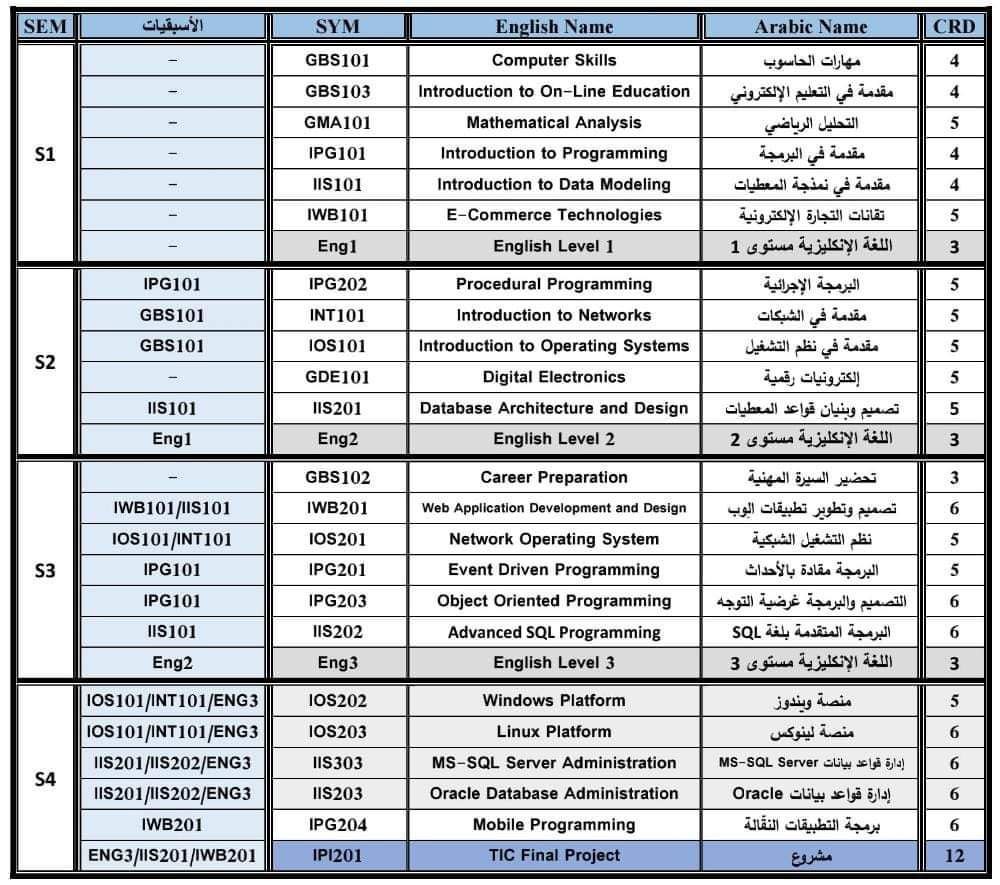 SEM الأسبقيات SYM English Name Arabic Name CRD
S1
– GBS101 Computer Skills مهارات الحاسوب 4
– GBS103 Introduction to On-Line Education مقدمة في التعليم الإلكتروني 4
– GMA101 Mathematical Analysis التحليل الرياضي 5
– IPG101 Introduction to Programming مقدمة في البرمجة 4
– IIS101 Introduction to Data Modeling مقدمة في نمذجة المعطيات 4
– IWB101 E-Commerce Technologies تقانات التجارة الإلكترونية 5
– Eng1 English Level 1 اللغة الإنكليزية مستوى 1 3
S2
IPG101 IPG202 Procedural Programming البرمجة الإجرائية 5
GBS101 INT101 Introduction to Networks مقدمة في الشبكات 5
GBS101 IOS101 Introduction to Operating Systems مقدمة في نظم التشغيل 5
– GDE101 Digital Electronics إلكترونيات رقمية 5
IIS101 IIS201 Database Architecture and Design تصميم وبنيان قواعد المعطيات 5
Eng1 Eng2 English Level 2 اللغة الإنكليزية مستوى 2 3
S3
– GBS102 Career Preparation تحضير السيرة المهنية 3
IWB101/IIS101 IWB201 Web Application Development and Design تصميم وتطوير تطبيقات الوب 6
IOS101/INT101 IOS201 Network Operating System نظم التشغيل الشبكية 5
IPG101 IPG201 Event Driven Programming البرمجة مقادة بالأحداث 5
IPG101 IPG203 Object Oriented Programming التصميم والبرمجة غرضية التوجه 6
IIS101 IIS202 Advanced SQL Programming البرمجة المتقدمة بلغة SQL 6
Eng2 Eng3 English Level 3 اللغة الإنكليزية مستوى 3 3
S4
IOS101/INT101/ENG3 IOS202 Windows Platform منصة ويندوز 5
IOS101/INT101/ENG3 IOS203 Linux Platform منصة لينوكس 6
IIS201/IIS202/ENG3 IIS303 MS-SQL Server Administration إدارة قواعد بيانات MS-SQL Server 6
IIS201/IIS202/ENG3 IIS203 Oracle Database Administration إدارة قواعد بيانات Oracle 6
IWB201 IPG204 Mobile Programming برمجة التطبيقات النقّالة 6
ENG3/IIS201/IWB201 IPI201 TIC Final Project مشروع 12